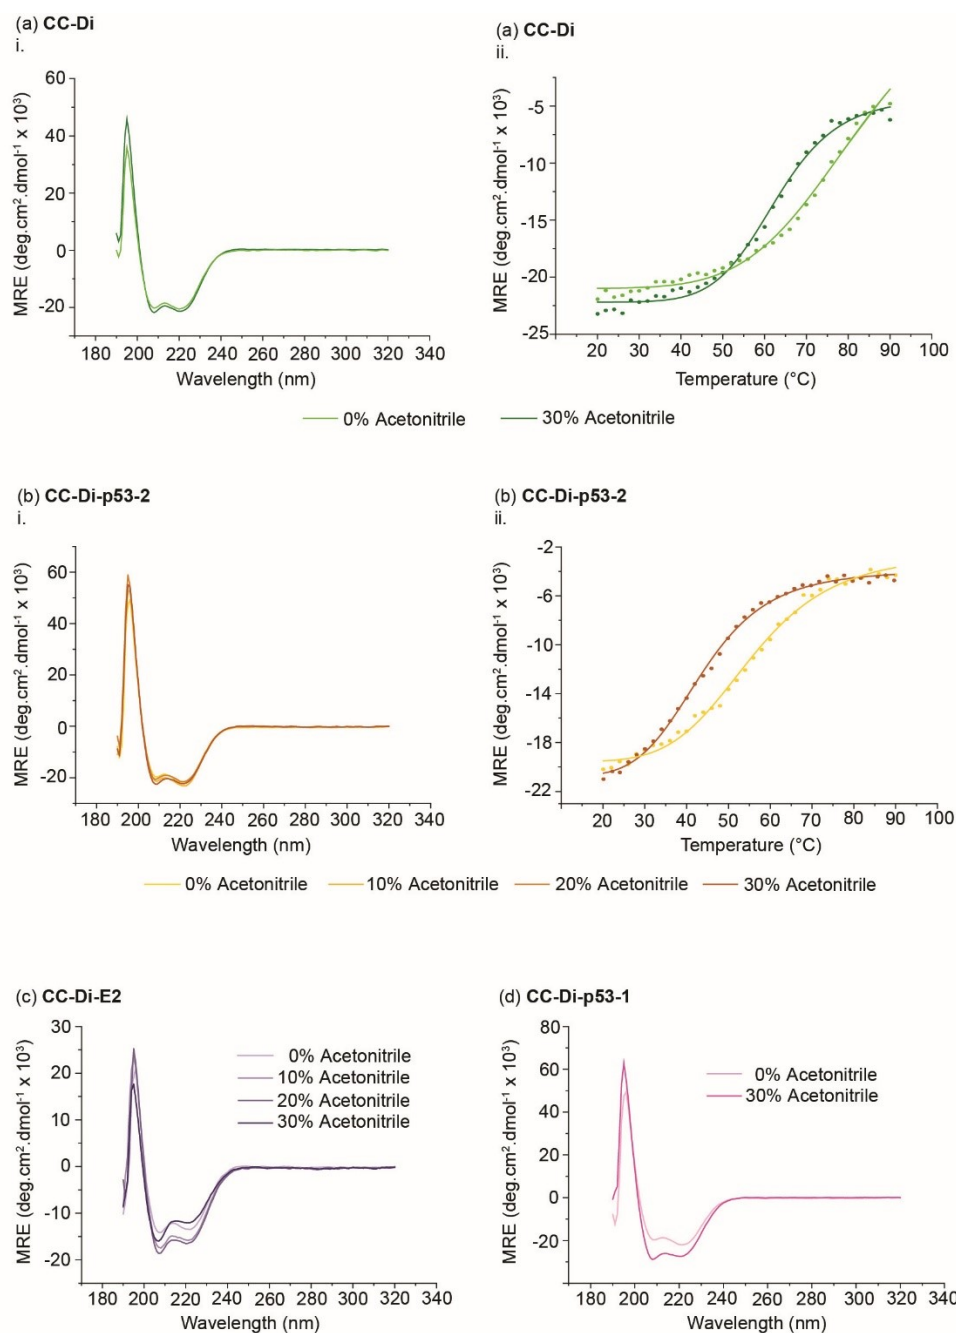 (a) CC-Di
i.
MRE (deg.cm².dmol⁻¹ x 10³)
60
40
20
0
-20
180 200 220 240 260 280 300 320 340
Wavelength (nm)
(a) CC-Di
ii.
MRE (deg.cm².dmol⁻¹ x 10³)
-5
-10
-15
-20
-25
20 30 40 50 60 70 80 90 100
Temperature (°C)
0% Acetonitrile
30% Acetonitrile
(b) CC-Di-p53-2
i.
MRE (deg.cm².dmol⁻¹ x 10³)
60
40
20
0
-20
180 200 220 240 260 280 300 320 340
Wavelength (nm)
(b) CC-Di-p53-2
ii.
MRE (deg.cm².dmol⁻¹ x 10³)
-2
-6
-10
-14
-18
-22
20 30 40 50 60 70 80 90 100
Temperature (°C)
0% Acetonitrile
10% Acetonitrile
20% Acetonitrile
30% Acetonitrile
(c) CC-Di-E2
MRE (deg.cm².dmol⁻¹ x 10³)
30
20
10
0
-10
-20
0% Acetonitrile
10% Acetonitrile
20% Acetonitrile
30% Acetonitrile
180 200 220 240 260 280 300 320 340
Wavelength (nm)
(d) CC-Di-p53-1
MRE (deg.cm².dmol⁻¹ x 10³)
80
60
40
20
0
-20
-40
0% Acetonitrile
30% Acetonitrile
180 200 220 240 260 280 300 320 340
Wavelength (nm)